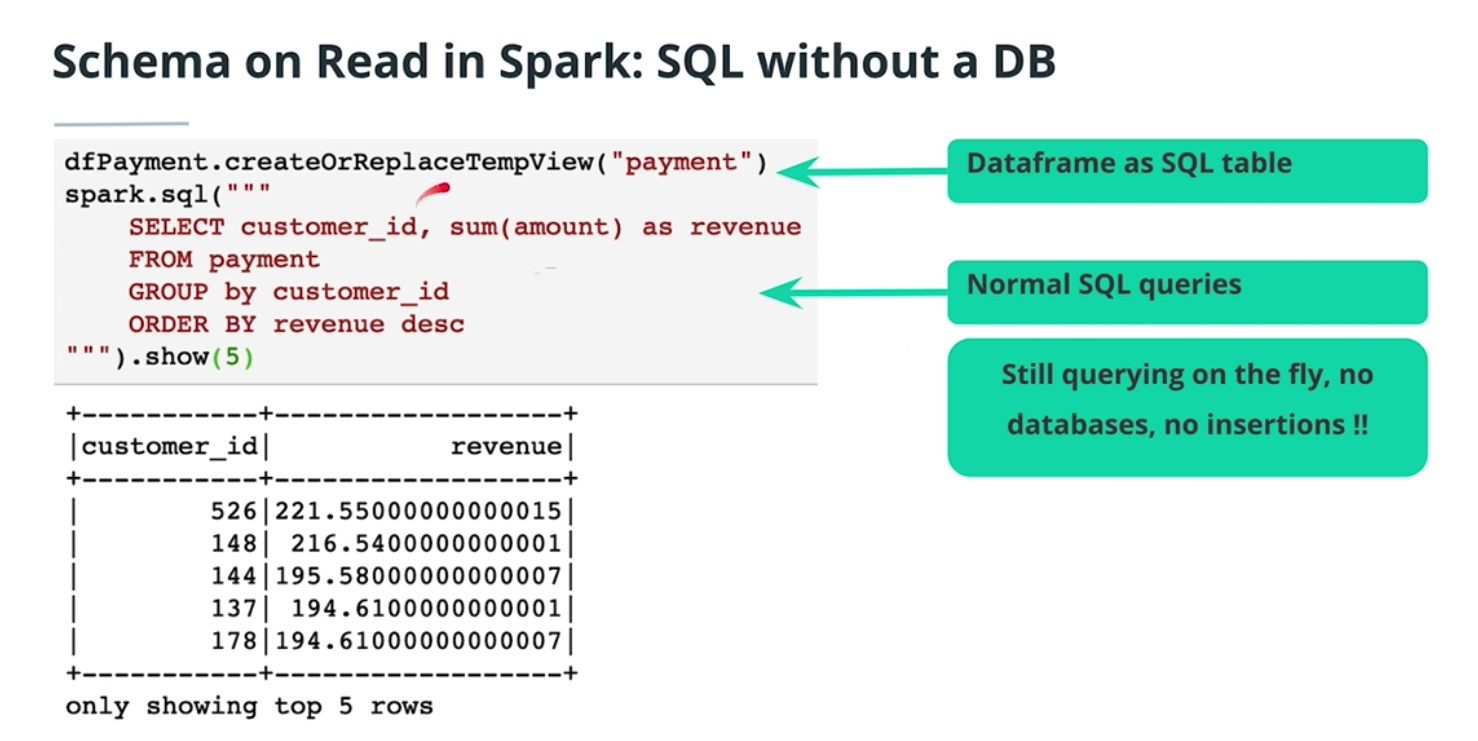 Schema on Read in Spark: SQL without a DB
dfPayment.createOrReplaceTempView("payment")
spark.sql("""
    SELECT customer_id, sum(amount) as revenue
    FROM payment
    GROUP by customer_id
    ORDER BY revenue desc
""").show(5)
Dataframe as SQL table
Normal SQL queries
Still querying on the fly, no
databases, no insertions !!
+-----------+------------------+
|customer_id|           revenue|
+-----------+------------------+
|        526|221.55000000000015|
|        148| 216.5400000000001|
|        144|195.58000000000007|
|        137| 194.6100000000001|
|        178|194.61000000000007|
+-----------+------------------+
only showing top 5 rows